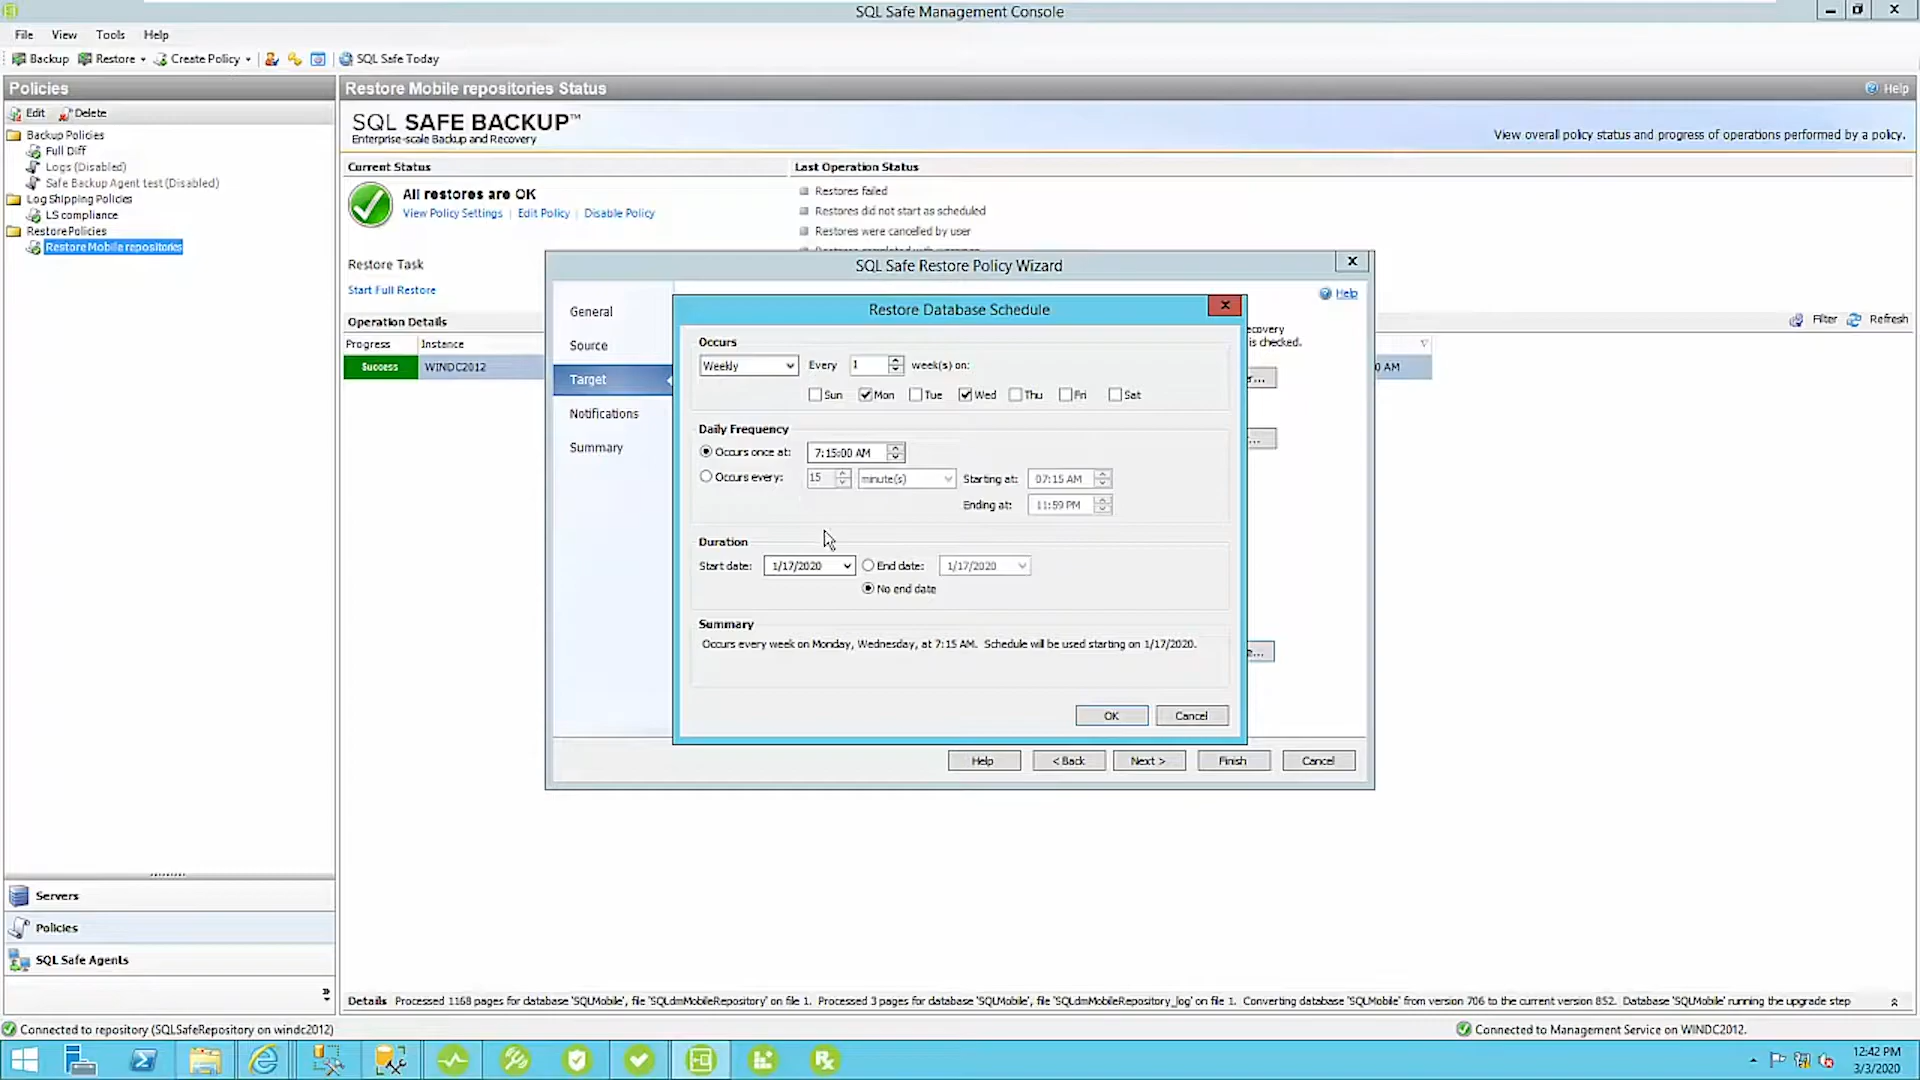 SQL Safe Management Console
File View Tools Help
Backup Restore Create Policy SQL Safe Today
Policies
Edit Delete
Backup Policies
Full Diff
Logs (Disabled)
Safe Backup Agent test (Disabled)
Log Shipping Policies
LS compliance
Restore Policies
Restore Mobile repositories
Servers
Policies
SQL Safe Agents
Restore Mobile repositories Status Help
SQL SAFE BACKUP™
Enterprise-scale Backup and Recovery
View overall policy status and progress of operations performed by a policy.
Current Status
All restores are OK
View Policy Settings | Edit Policy | Disable Policy
Last Operation Status
Restores failed
Restores did not start as scheduled
Restores were cancelled by user
Restore Task
Start Full Restore
Operation Details Filter Refresh
Progress Instance
Success WINDC2012 0 AM
SQL Safe Restore Policy Wizard
Help
General
Source
Target
Notifications
Summary
ecovery
is checked.
r...
...
e...
Restore Database Schedule
Occurs
Weekly Every 1 week(s) on:
Sun Mon Tue Wed Thu Fri Sat
Daily Frequency
Occurs once at: 7:15:00 AM
Occurs every: 15 minute(s) Starting at: 07:15 AM
Ending at: 11:59 PM
Duration
Start date: 1/17/2020 End date: 1/17/2020
No end date
Summary
Occurs every week on Monday, Wednesday, at 7:15 AM. Schedule will be used starting on 1/17/2020.
OK Cancel
Help < Back Next > Finish Cancel
Details Processed 1168 pages for database 'SQLMobile', file 'SQLdmMobileRepository' on file 1. Processed 3 pages for database 'SQLMobile', file 'SQLdmMobileRepository_log' on file 1. Converting database 'SQLMobile' from version 706 to the current version 852. Database 'SQLMobile' running the upgrade step
Connected to repository (SQLSafeRepository on windc2012) Connected to Management Service on WINDC2012.
12:42 PM
3/3/2020